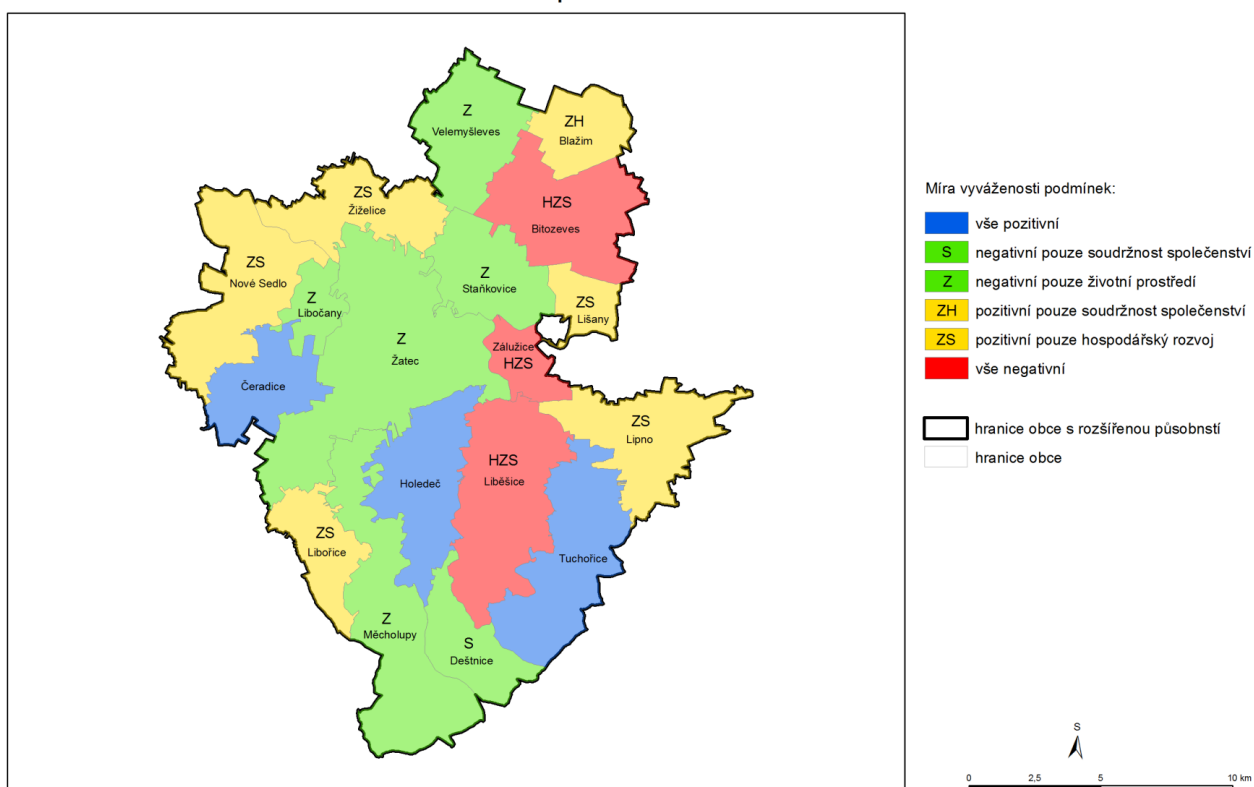 Z
Velemyšleves
ZH
Blažim
ZS
Žiželice
HZS
Bitozeves
ZS
Nové Sedlo
Z
Staňkovice
Z
Libočany
ZS
Lišany
Z
Žatec
Zálužice
HZS
Čeradice
ZS
Lipno
HZS
Liběšice
Holedeč
ZS
Libořice
Tuchořice
Z
Měcholupy
S
Deštnice
Míra vyváženosti podmínek:
vše pozitivní
S negativní pouze soudržnost společenství
Z negativní pouze životní prostředí
ZH pozitivní pouze soudržnost společenství
ZS pozitivní pouze hospodářský rozvoj
vše negativní
hranice obce s rozšířenou působnstí
hranice obce
S
0 2,5 5 10 km